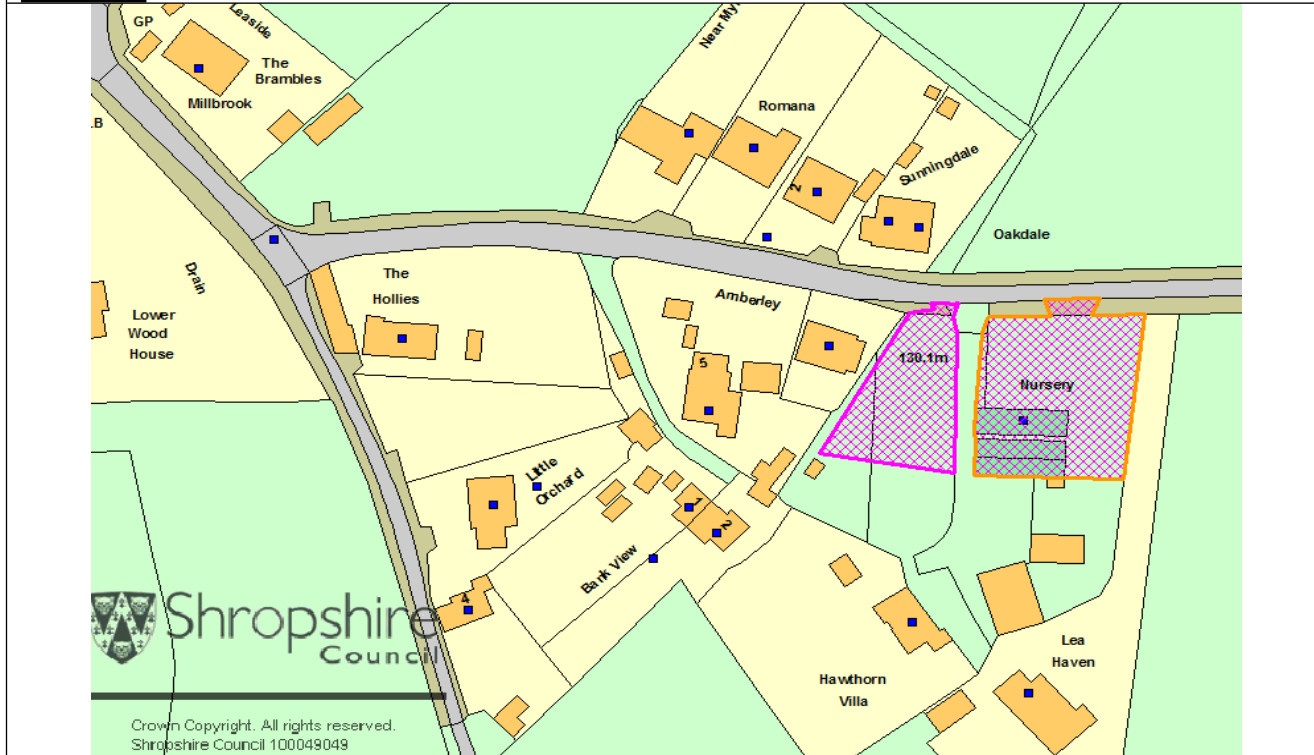 GP
Leaside
The
Brambles
Millbrook
LB
Near My
Romana
2
Sunningdale
Oakdale
Drain
The
Hollies
Lower
Wood
House
Amberley
5
130.1m
Nursery
Little
Orchard
1
2
Bank View
4
Lea
Haven
Hawthorn
Villa
Shropshire
Council
Crown Copyright. All rights reserved.
Shropshire Council 100049049